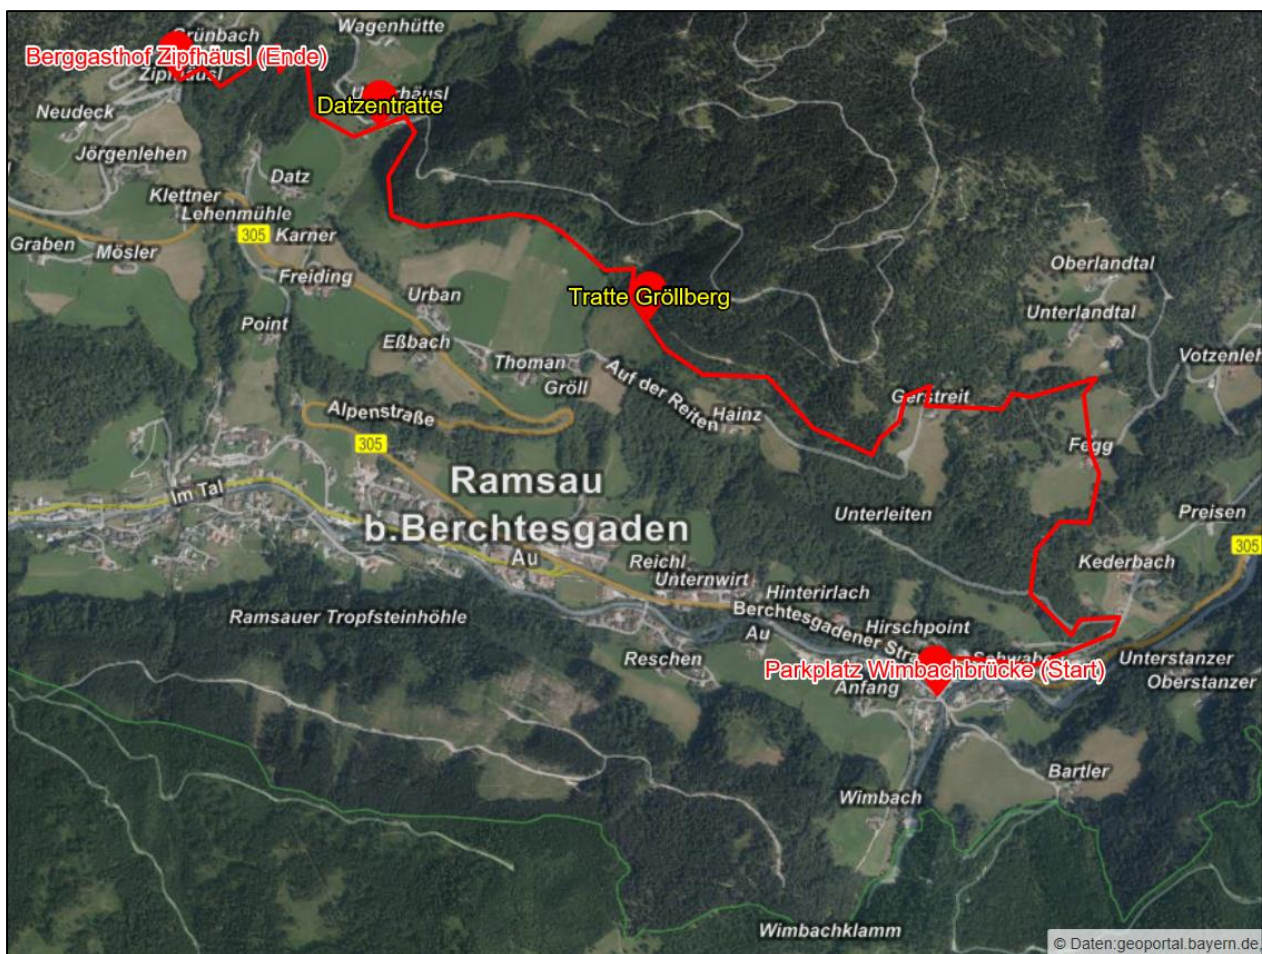 Grünbach
Wagenhütte
Berggasthof Zipfhäusl (Ende)
Zipfhäusl
Datzentratte
Neudeck
Jörgenlehen
Datz
Klettner
Lehenmühle
305
Karner
Graben
Mösler
Freiding
Oberlandtal
Urban
Tratte Gröllberg
Point
Unterlandtal
Eßbach
Thoman
Gröll
Auf der Reiten
Gerstreit
Alpenstraße
Hainz
305
Fegg
Ramsau
b.Berchtesgaden
Im Tal
Unterleiten
Preisen
305
Au
Reichl
Unternwirt
Kederbach
Hinterirlach
Ramsauer Tropfsteinhöhle
Berchtesgadener
Hirschpoint
Au
Reschen
Parkplatz Wimbachbrücke (Start)
Unterstanzer
Oberstanzer
Anfang
Bartler
Wimbach
Wimbachklamm
© Daten:geoportal.bayern.de,